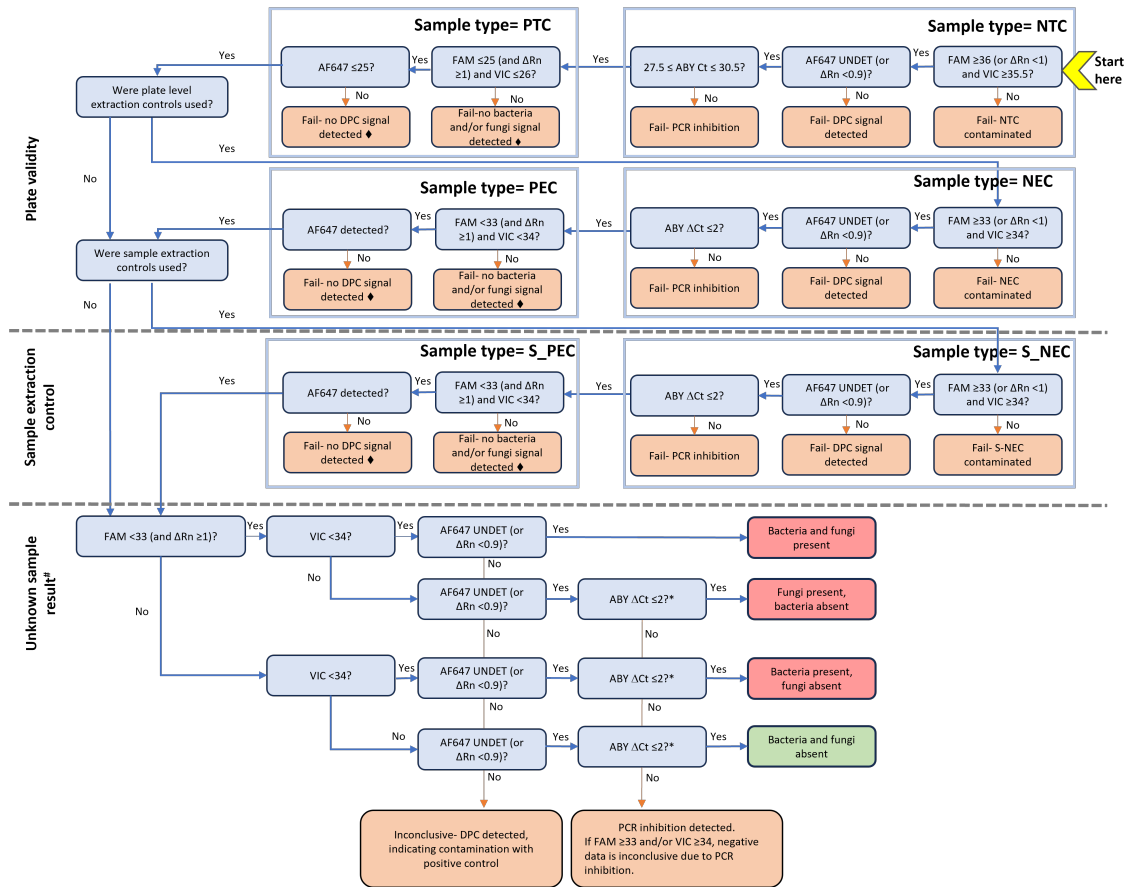 Sample type= PTC
Sample type= NTC
Start
here
FAM ≥36 (or ΔRn <1)
and VIC ≥35.5?
Yes
AF647 UNDET (or
ΔRn <0.9)?
Yes
27.5 ≤ ABY Ct ≤ 30.5?
Yes
FAM ≤25 (and ΔRn
≥1) and VIC ≤26?
Yes
AF647 ≤25?
Yes
Were plate level
extraction controls used?
No
Fail- NTC
contaminated
No
Fail- DPC signal
detected
No
Fail- PCR inhibition
No
Fail-no bacteria
and/or fungi signal
detected ♦
No
Fail- no DPC signal
detected ♦
Yes
No
Plate validity
Sample type= PEC
Sample type= NEC
FAM ≥33 (or ΔRn <1)
and VIC ≥34?
Yes
AF647 UNDET (or
ΔRn <0.9)?
Yes
ABY ΔCt ≤2?
Yes
FAM <33 (and ΔRn
≥1) and VIC <34?
Yes
AF647 detected?
Yes
Were sample extraction
controls used?
No
Fail- NEC
contaminated
No
Fail- DPC signal
detected
No
Fail- PCR inhibition
No
Fail- no bacteria
and/or fungi signal
detected ♦
No
Fail- no DPC signal
detected ♦
No
Yes
Sample extraction
control
Sample type= S_PEC
Sample type= S_NEC
FAM ≥33 (or ΔRn <1)
and VIC ≥34?
Yes
AF647 UNDET (or
ΔRn <0.9)?
Yes
ABY ΔCt ≤2?
Yes
FAM <33 (and ΔRn
≥1) and VIC <34?
Yes
AF647 detected?
Yes
No
Fail- S-NEC
contaminated
No
Fail- DPC signal
detected
No
Fail- PCR inhibition
No
Fail- no bacteria
and/or fungi signal
detected ♦
No
Fail- no DPC signal
detected ♦
Unknown sample
result#
FAM <33 (and ΔRn ≥1)?
Yes
VIC <34?
Yes
AF647 UNDET (or
ΔRn <0.9)?
Yes
Bacteria and fungi
present
No
No
AF647 UNDET (or
ΔRn <0.9)?
Yes
ABY ΔCt ≤2?*
Yes
Fungi present,
bacteria absent
No
No
No
VIC <34?
Yes
AF647 UNDET (or
ΔRn <0.9)?
Yes
ABY ΔCt ≤2?*
Yes
Bacteria present,
fungi absent
No
No
No
AF647 UNDET (or
ΔRn <0.9)?
Yes
ABY ΔCt ≤2?*
Yes
Bacteria and fungi
absent
No
No
Inconclusive- DPC detected,
indicating contamination with
positive control
PCR inhibition detected.
If FAM ≥33 and/or VIC ≥34, negative
data is inconclusive due to PCR
inhibition.